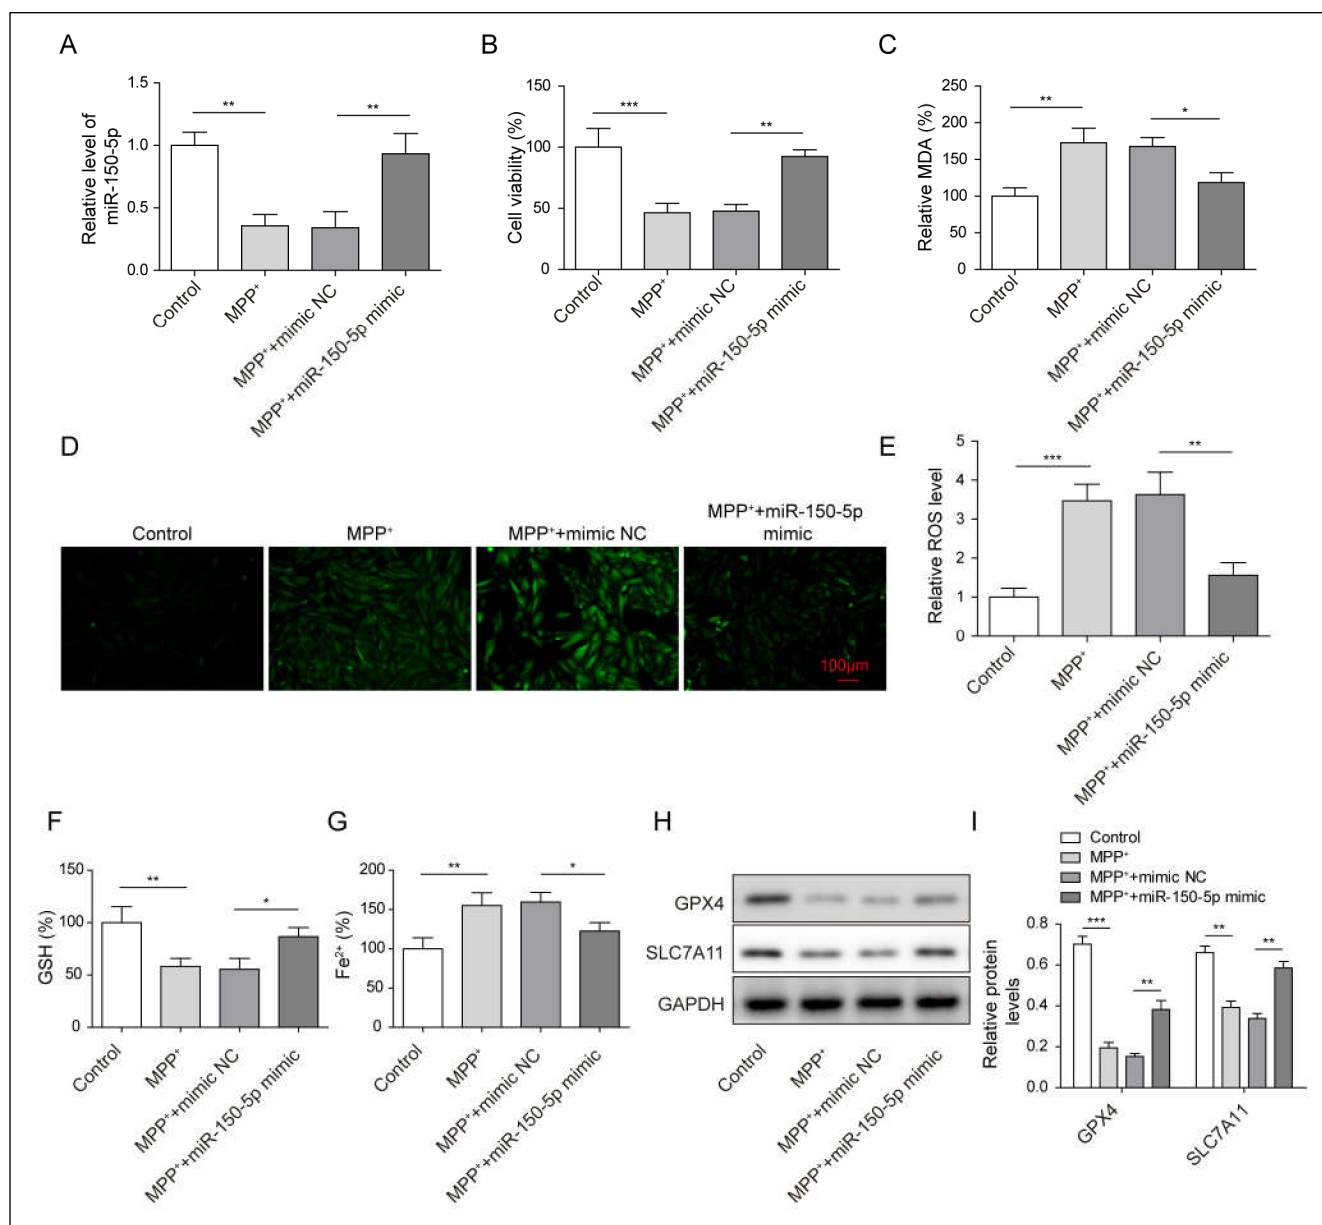 A
Relative level of
miR-150-5p
1.5
1.0
0.5
0.0
**
**
Control
MPP⁺
MPP⁺+mimic NC
MPP⁺+miR-150-5p mimic
B
Cell viability (%)
150
100
50
0
***
**
Control
MPP⁺
MPP⁺+mimic NC
MPP⁺+miR-150-5p mimic
C
Relative MDA (%)
250
200
150
100
50
0
**
*
Control
MPP⁺
MPP⁺+mimic NC
MPP⁺+miR-150-5p mimic
D
Control
MPP⁺
MPP⁺+mimic NC
MPP⁺+miR-150-5p
mimic
100μm
E
Relative ROS level
5
4
3
2
1
0
***
**
Control
MPP⁺
MPP⁺+mimic NC
MPP⁺+miR-150-5p mimic
F
GSH (%)
150
100
50
0
**
*
Control
MPP⁺
MPP⁺+mimic NC
MPP⁺+miR-150-5p mimic
G
Fe²⁺ (%)
200
150
100
50
0
**
*
Control
MPP⁺
MPP⁺+mimic NC
MPP⁺+miR-150-5p mimic
H
GPX4
SLC7A11
GAPDH
Control
MPP⁺
MPP⁺+mimic NC
MPP⁺+miR-150-5p mimic
I
Control
MPP⁺
MPP⁺+mimic NC
MPP⁺+miR-150-5p mimic
Relative protein
levels
0.8
0.6
0.4
0.2
0.0
***
**
**
**
GPX4
SLC7A11